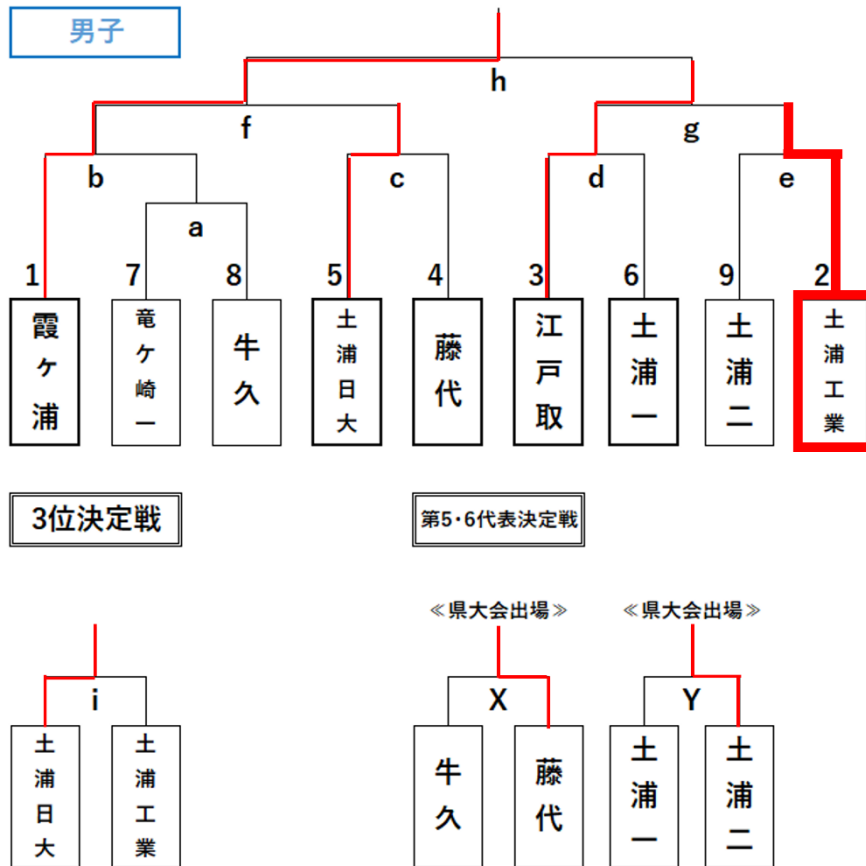 男子
h
f
g
b
c
d
e
a
1
7
8
5
4
3
6
9
2
霞ヶ浦
竜ケ崎一
牛久
土浦日大
藤代
江戸取
土浦一
土浦二
土浦工業
3位決定戦
第5・6代表決定戦
≪県大会出場≫
≪県大会出場≫
i
X
Y
土浦日大
土浦工業
牛久
藤代
土浦一
土浦二